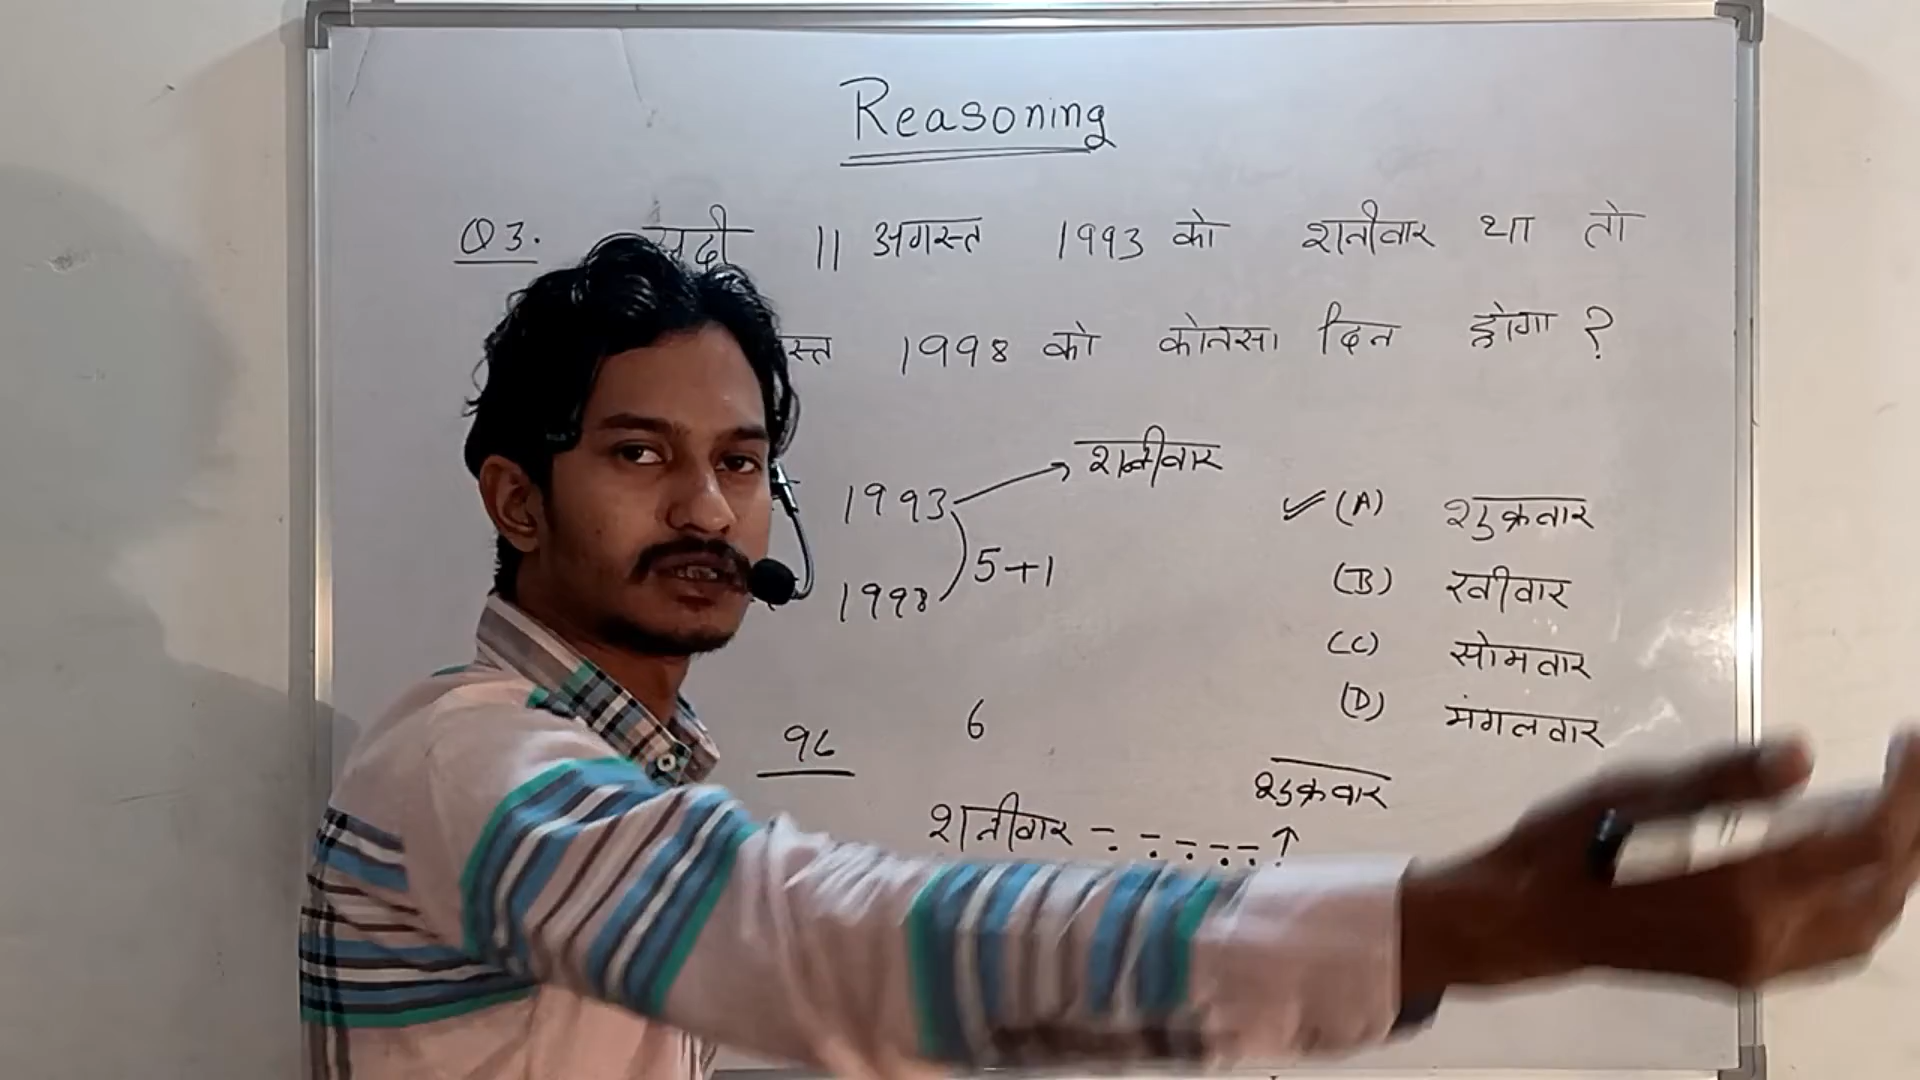 Reasoning
Q3. यदी 11 अगस्त 1993 को शनीवार था तो
स्त 1998 को कोनसा दिन होगा ?
1993 → शनीवार
5+1
1998
(A) शुक्रवार
(B) रवीवार
(C) सोमवार
(D) मंगलवार
96
6
शुक्रवार
शनीवार